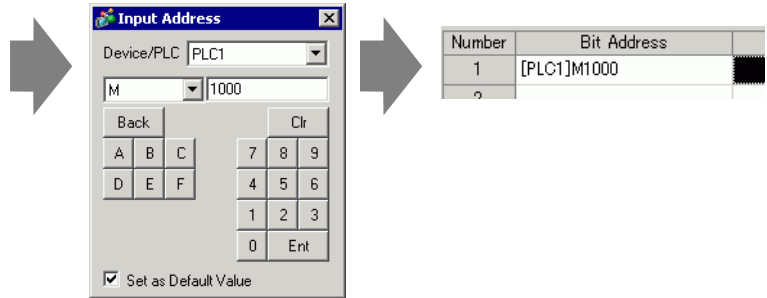 Input Address
Device/PLC PLC1
M 1000
Back Clr
A B C 7 8 9
D E F 4 5 6
1 2 3
0 Ent
Set as Default Value
Number Bit Address
1 [PLC1]M1000